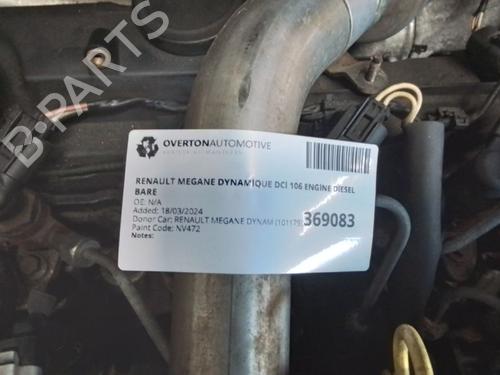 B-PARTS
OVERTONAUTOMOTIVE
RENAULT MEGANE DYNAMIQUE DCI 106 ENGINE DIESEL
BARE
OE: N/A
Added: 18/03/2024
Donor Car: RENAULT MEGANE DYNAM (101179) 369083
Paint Code: NV472
Notes: